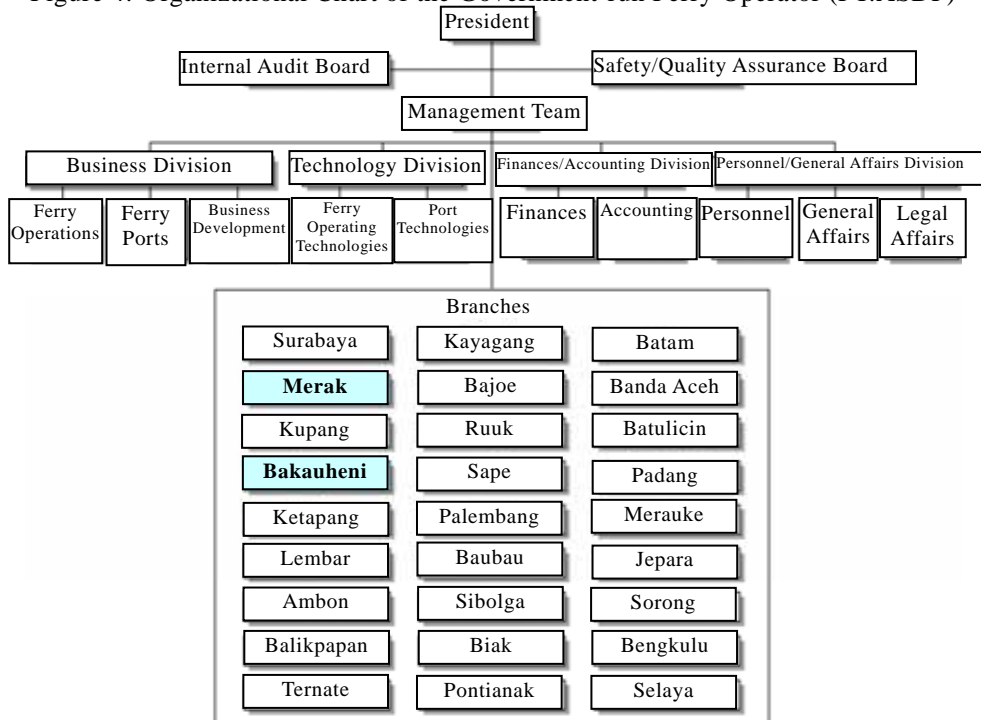 President
Internal Audit Board
Safety/Quality Assurance Board
Management Team
Business Division
Technology Division
Finances/Accounting Division
Personnel/General Affairs Division
Ferry
Operations
Ferry
Ports
Business
Development
Ferry
Operating
Technologies
Port
Technologies
Finances
Accounting
Personnel
General
Affairs
Legal
Affairs
Branches
Surabaya
Kayagang
Batam
Merak
Bajoe
Banda Aceh
Kupang
Ruuk
Batulicin
Bakauheni
Sape
Padang
Ketapang
Palembang
Merauke
Lembar
Baubau
Jepara
Ambon
Sibolga
Sorong
Balikpapan
Biak
Bengkulu
Ternate
Pontianak
Selaya